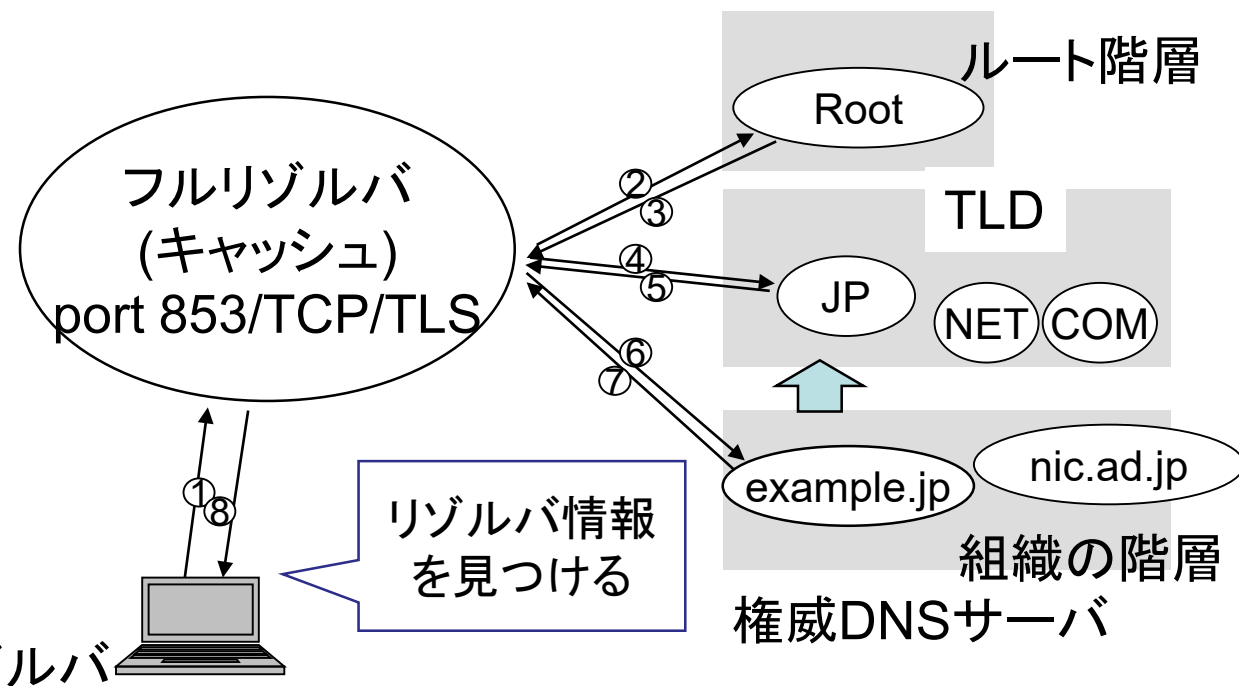 ルート階層
Root
フルリゾルバ
(キャッシュ)
port 853/TCP/TLS
②
③
TLD
④
⑤
JP
NET
COM
⑥
⑦
example.jp
nic.ad.jp
①
⑧
リゾルバ情報
を見つける
組織の階層
権威DNSサーバ
ゾルバ